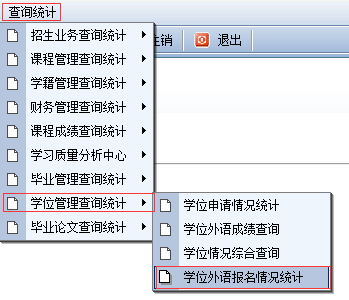 查询统计
招生业务查询统计
注销
退出
课程管理查询统计
学籍管理查询统计
财务管理查询统计
课程成绩查询统计
学习质量分析中心
毕业管理查询统计
学位管理查询统计
学位申请情况统计
毕业论文查询统计
学位外语成绩查询
学位情况综合查询
学位外语报名情况统计